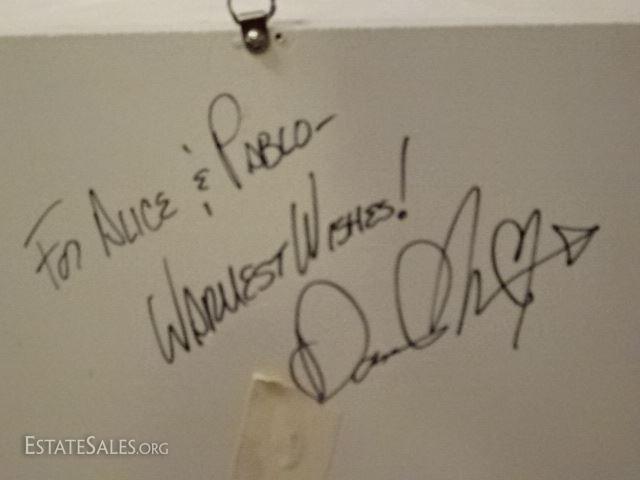 For Alice & Pablo-
Warmest Wishes!
EstateSales.org